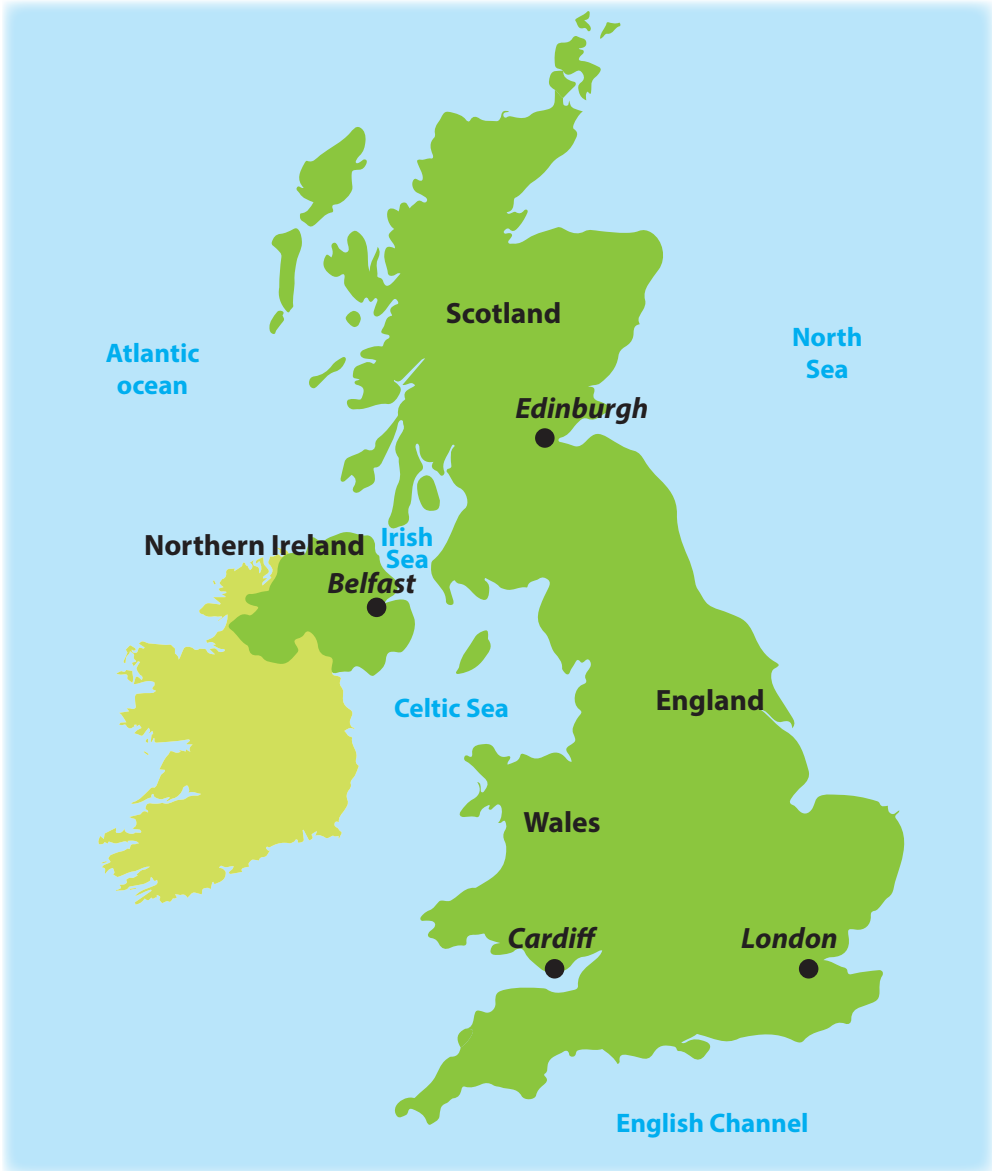 Scotland
Atlantic
ocean
North
Sea
Edinburgh
Northern Ireland
Irish
Sea
Belfast
England
Celtic Sea
Wales
Cardiff
London
English Channel